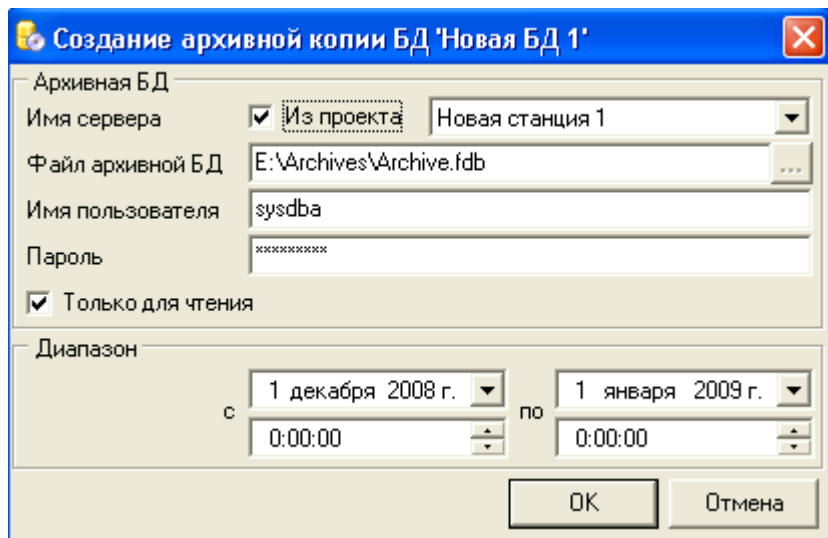 Создание архивной копии БД 'Новая БД 1'
Архивная БД
Имя сервера Из проекта Новая станция 1
Файл архивной БД E:\Archives\Archive.fdb ...
Имя пользователя sysdba
Пароль *********
Только для чтения
Диапазон
с 1 декабря 2008 г. по 1 января 2009 г.
0:00:00 0:00:00
OK Отмена